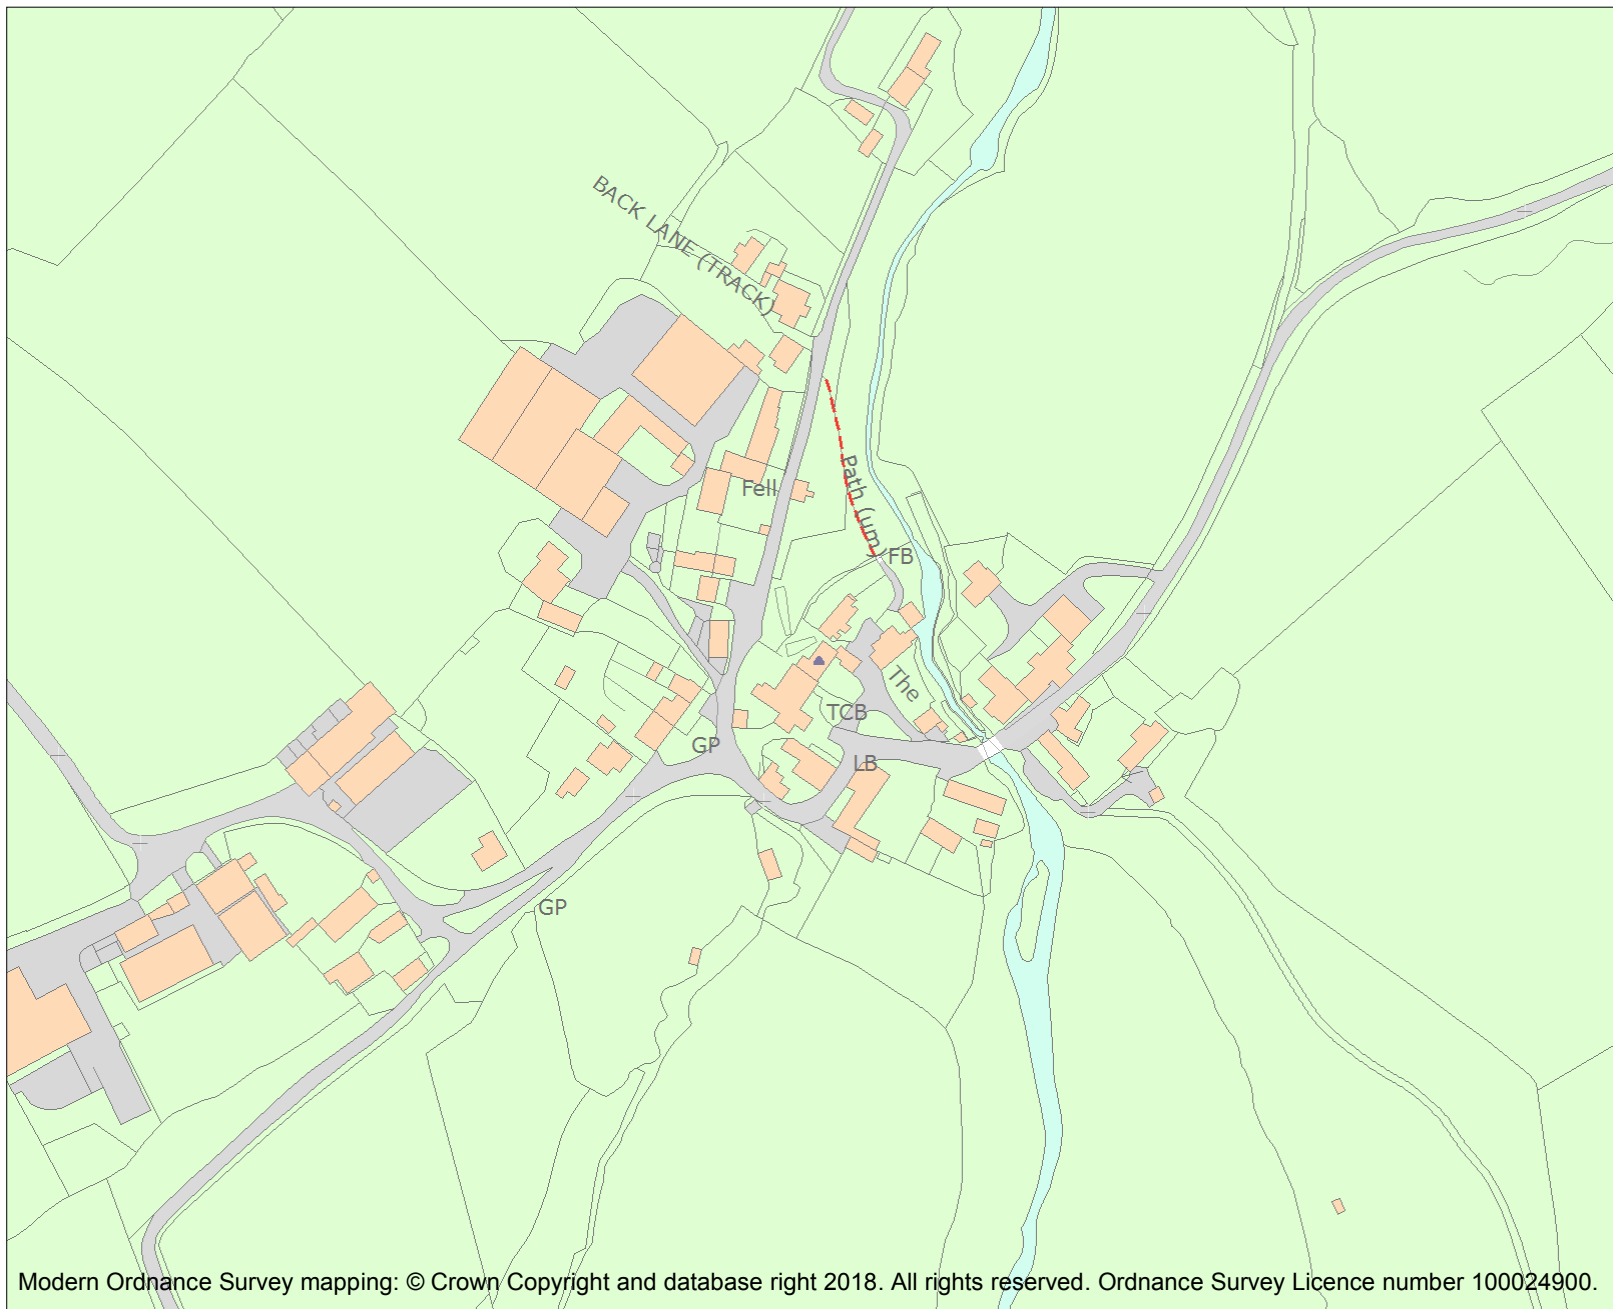 BACK LANE (TRACK)
Fell
Path (um)
FB
The
TCB
GP
LB
GP
Modern Ordnance Survey mapping: © Crown Copyright and database right 2018. All rights reserved. Ordnance Survey Licence number 100024900.